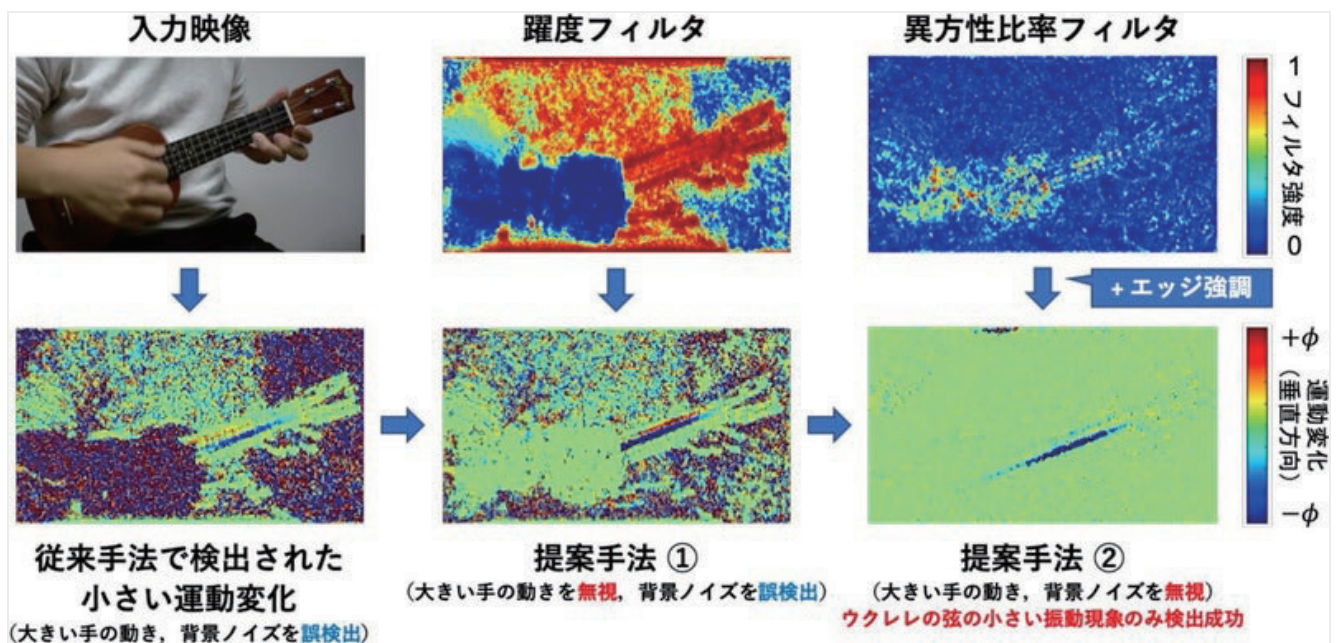 入力映像
躍度フィルタ
異方性比率フィルタ
1
フィルタ強度
0
+ エッジ強調
+φ
運動変化
(垂直方向)
−φ
従来手法で検出された
小さい運動変化
(大きい手の動き，背景ノイズを誤検出)
提案手法 ①
(大きい手の動きを無視，背景ノイズを誤検出)
提案手法 ②
(大きい手の動き，背景ノイズを無視)
ウクレレの弦の小さい振動現象のみ検出成功